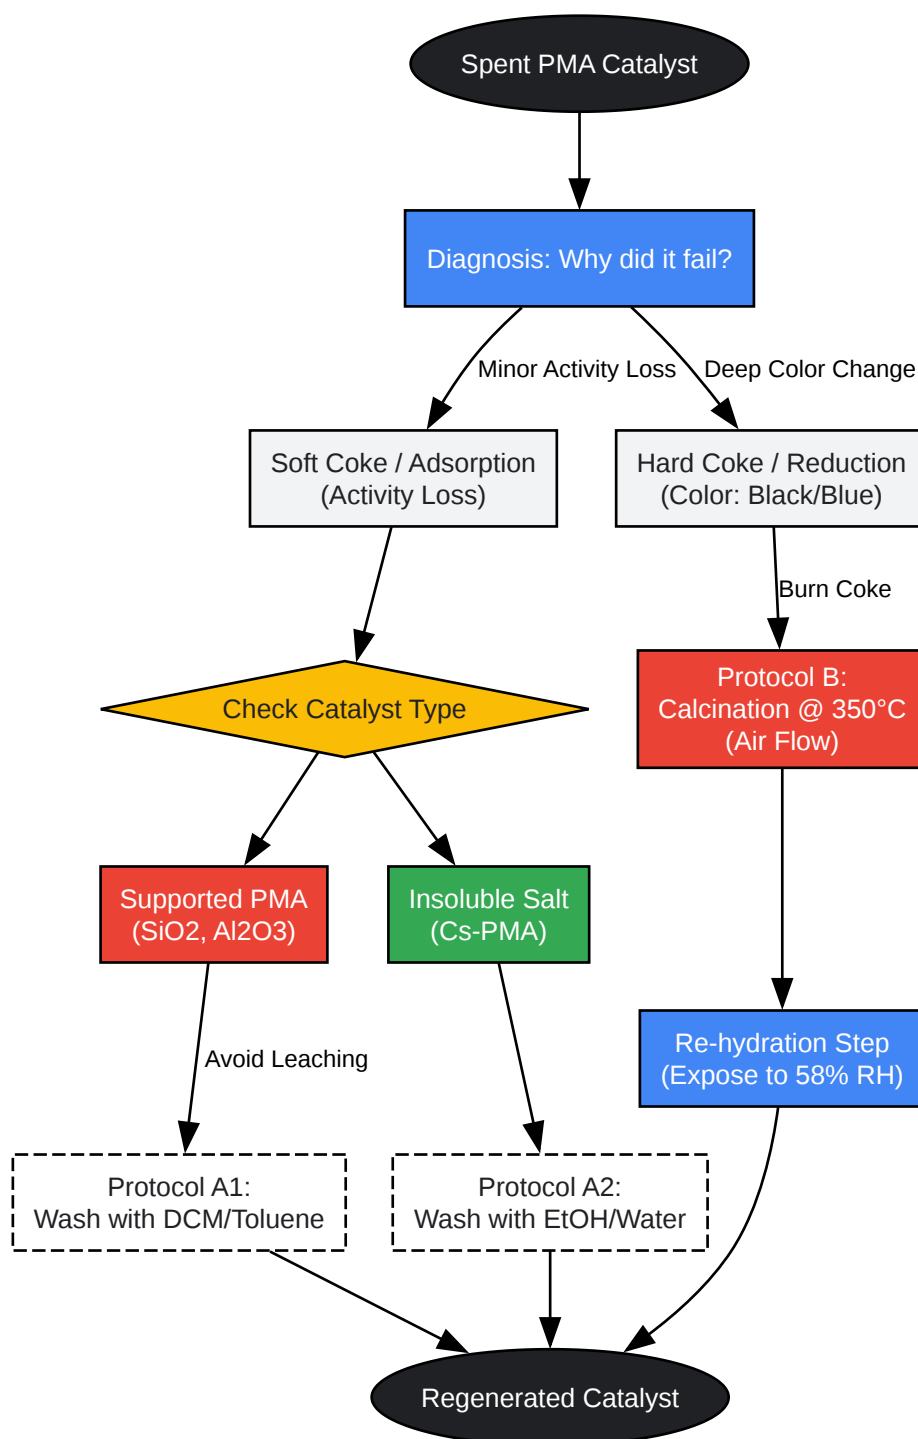 Spent PMA Catalyst
Diagnosis: Why did it fail?
Minor Activity Loss
Deep Color Change
Soft Coke / Adsorption
(Activity Loss)
Hard Coke / Reduction
(Color: Black/Blue)
Burn Coke
Check Catalyst Type
Protocol B:
Calcination @ 350°C
(Air Flow)
Supported PMA
(SiO2, Al2O3)
Insoluble Salt
(Cs-PMA)
Avoid Leaching
Re-hydration Step
(Expose to 58% RH)
Protocol A1:
Wash with DCM/Toluene
Protocol A2:
Wash with EtOH/Water
Regenerated Catalyst